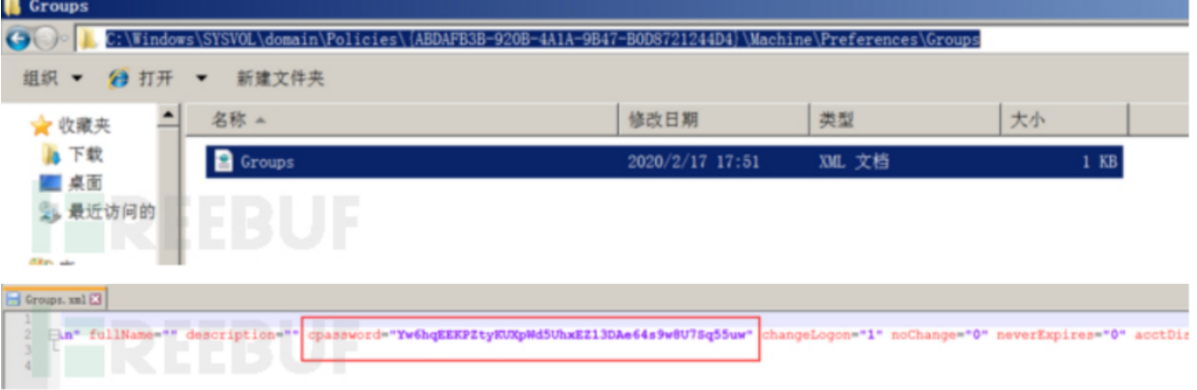 Groups
C:\Windows\SYSVOL\domain\Policies\{ABDAFB3B-920B-4A1A-9B47-B0D8721244D4}\Machine\Preferences\Groups
组织 打开 新建文件夹
名称 修改日期 类型 大小
收藏夹
下载
桌面
最近访问的
Groups 2020/2/17 17:51 XML 文档 1 KB
REEBUF
Groups.xml
1
2 n" fullName="" description="" cpassword="Yw6hqEEKPZtyKUXpWd5UhxEZ13DAe64s9w8U7Sq55uw" changeLogon="1" noChange="0" neverExpires="0" acctDis
3
4
REEBUF